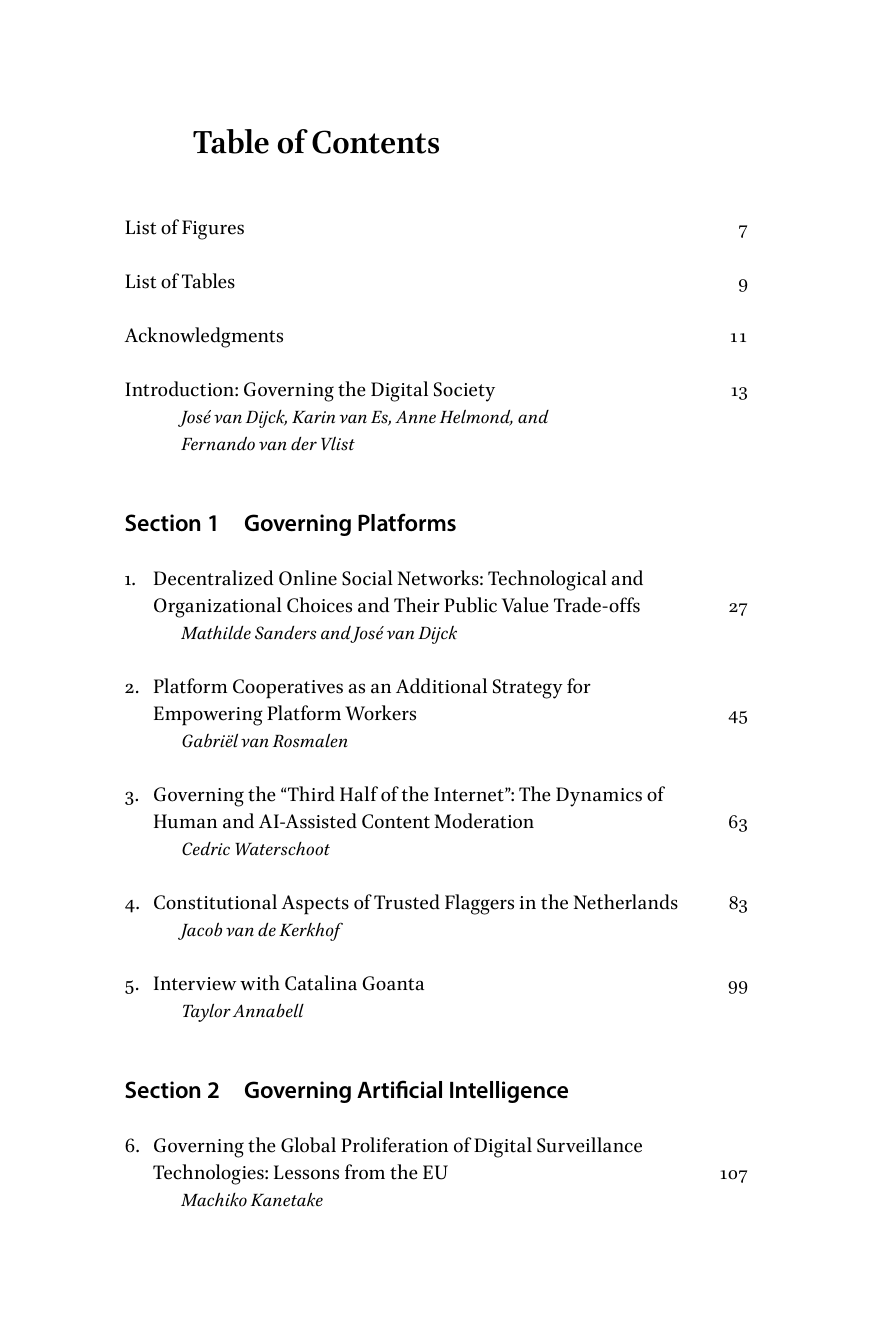 Table of Contents
List of Figures 7
List of Tables 9
Acknowledgments 11
Introduction: Governing the Digital Society 13
José van Dijck, Karin van Es, Anne Helmond, and
Fernando van der Vlist
Section 1 Governing Platforms
1. Decentralized Online Social Networks: Technological and
Organizational Choices and Their Public Value Trade-offs 27
Mathilde Sanders and José van Dijck
2. Platform Cooperatives as an Additional Strategy for
Empowering Platform Workers 45
Gabriël van Rosmalen
3. Governing the “Third Half of the Internet”: The Dynamics of
Human and AI-Assisted Content Moderation 63
Cedric Waterschoot
4. Constitutional Aspects of Trusted Flaggers in the Netherlands 83
Jacob van de Kerkhof
5. Interview with Catalina Goanta 99
Taylor Annabell
Section 2 Governing Artificial Intelligence
6. Governing the Global Proliferation of Digital Surveillance
Technologies: Lessons from the EU 107
Machiko Kanetake